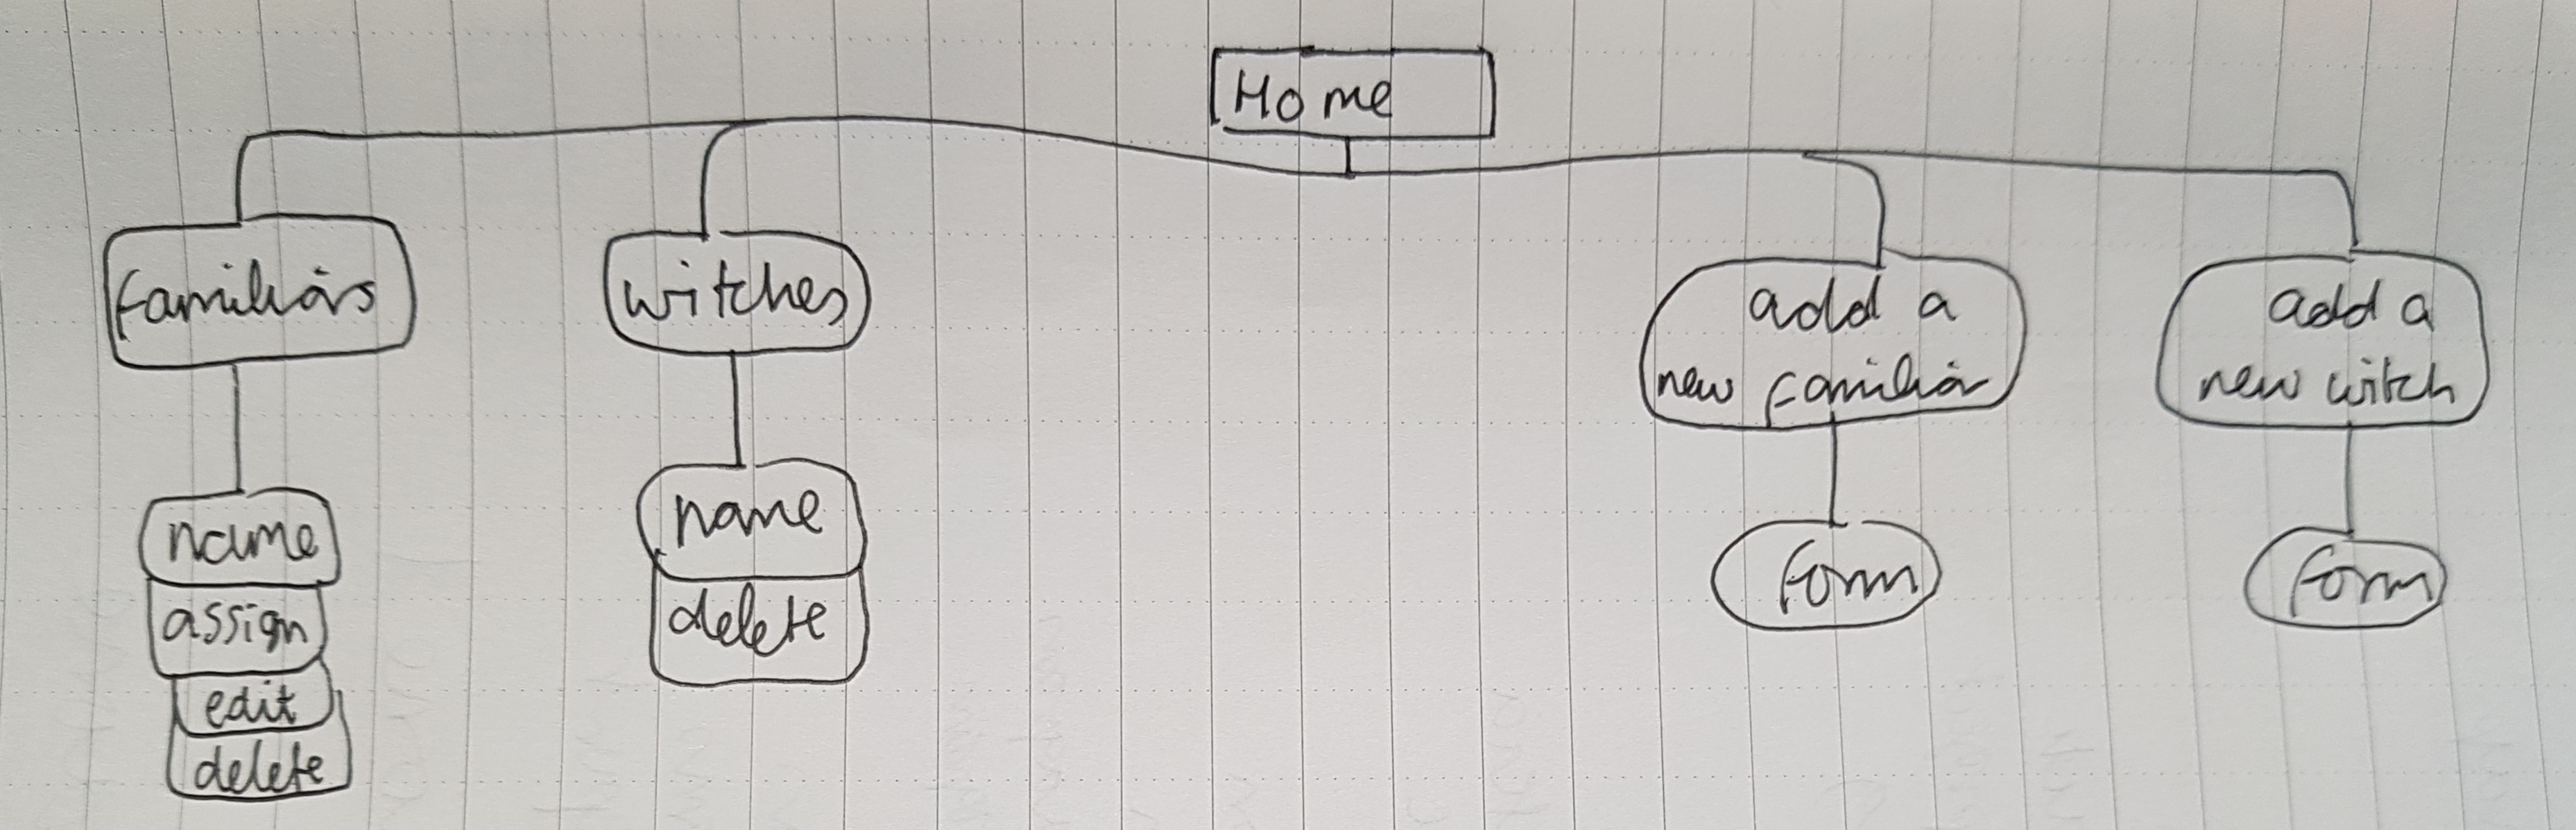 Home
familiars
witches
add a
new familiar
add a
new witch
name
assign
edit
delete
name
delete
form
form